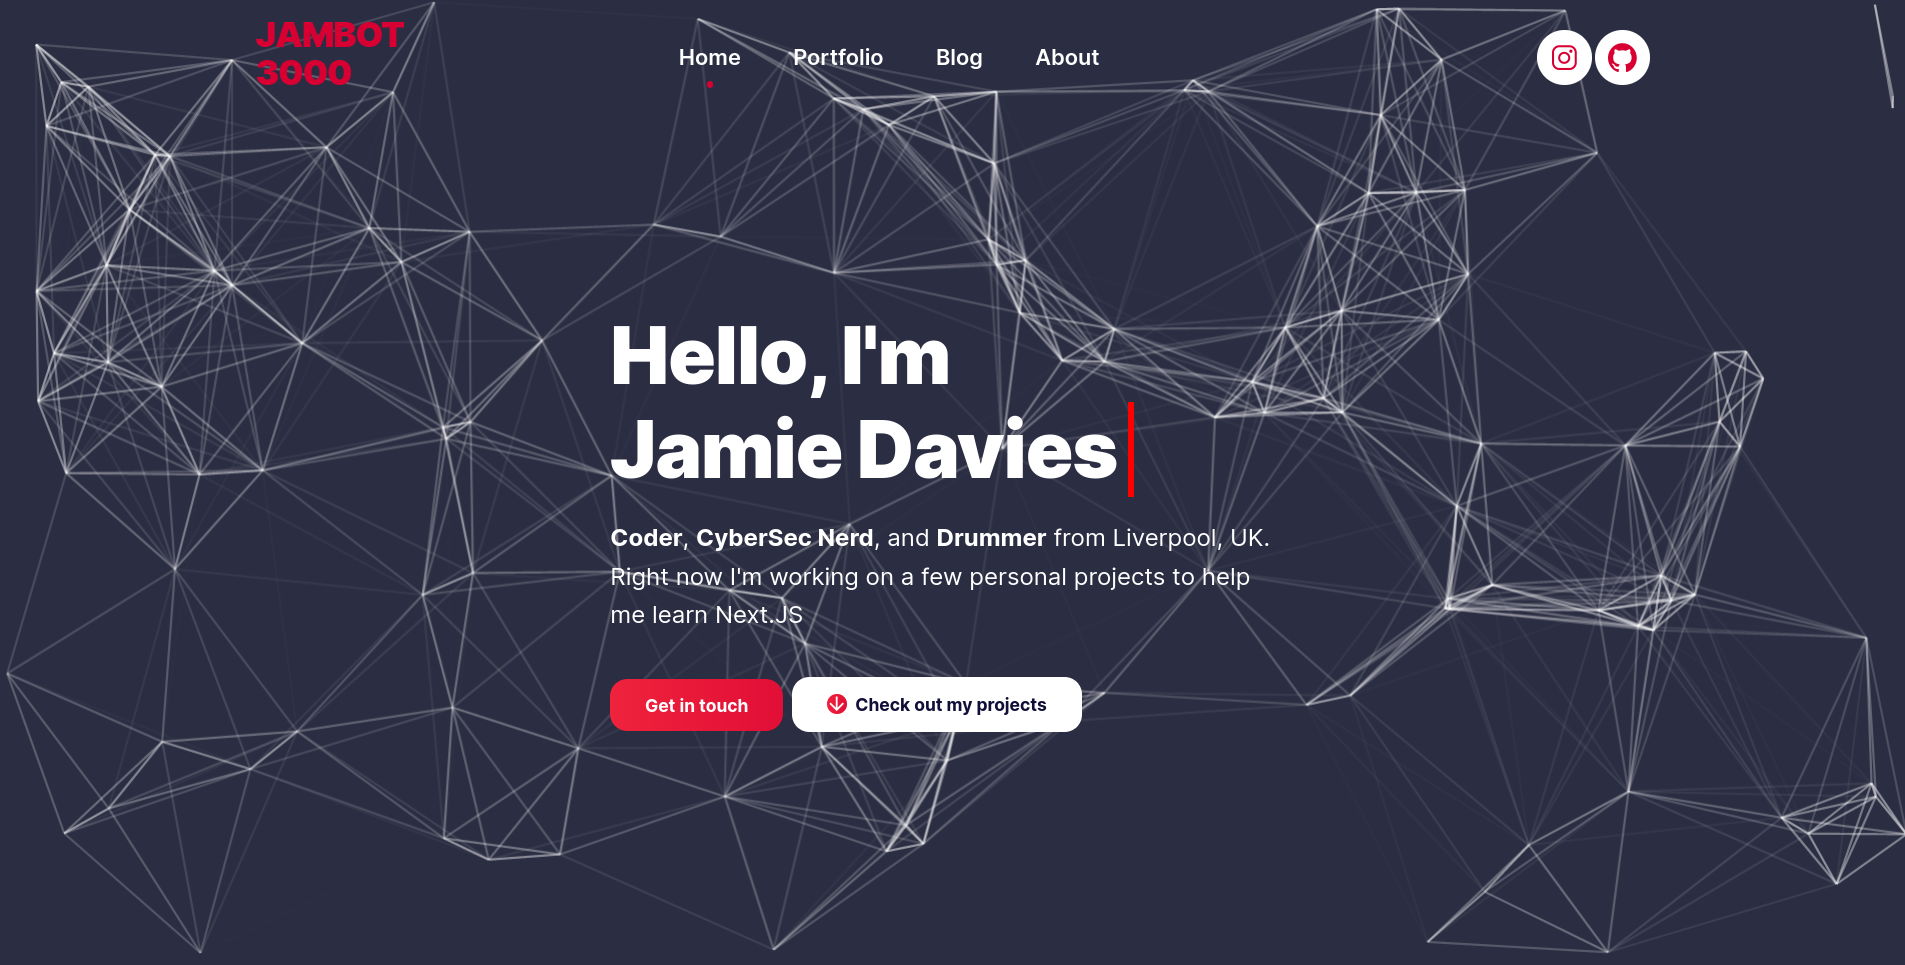 JAMBOT
3000
Home
Portfolio
Blog
About
Hello, I'm
Jamie Davies
Coder, CyberSec Nerd, and Drummer from Liverpool, UK.
Right now I'm working on a few personal projects to help
me learn Next.JS
Get in touch
Check out my projects